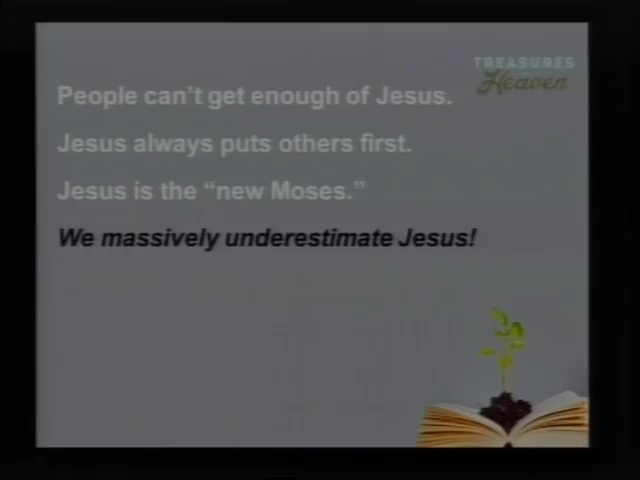 TREASURES
Heaven
People can't get enough of Jesus.
Jesus always puts others first.
Jesus is the “new Moses.”
We massively underestimate Jesus!